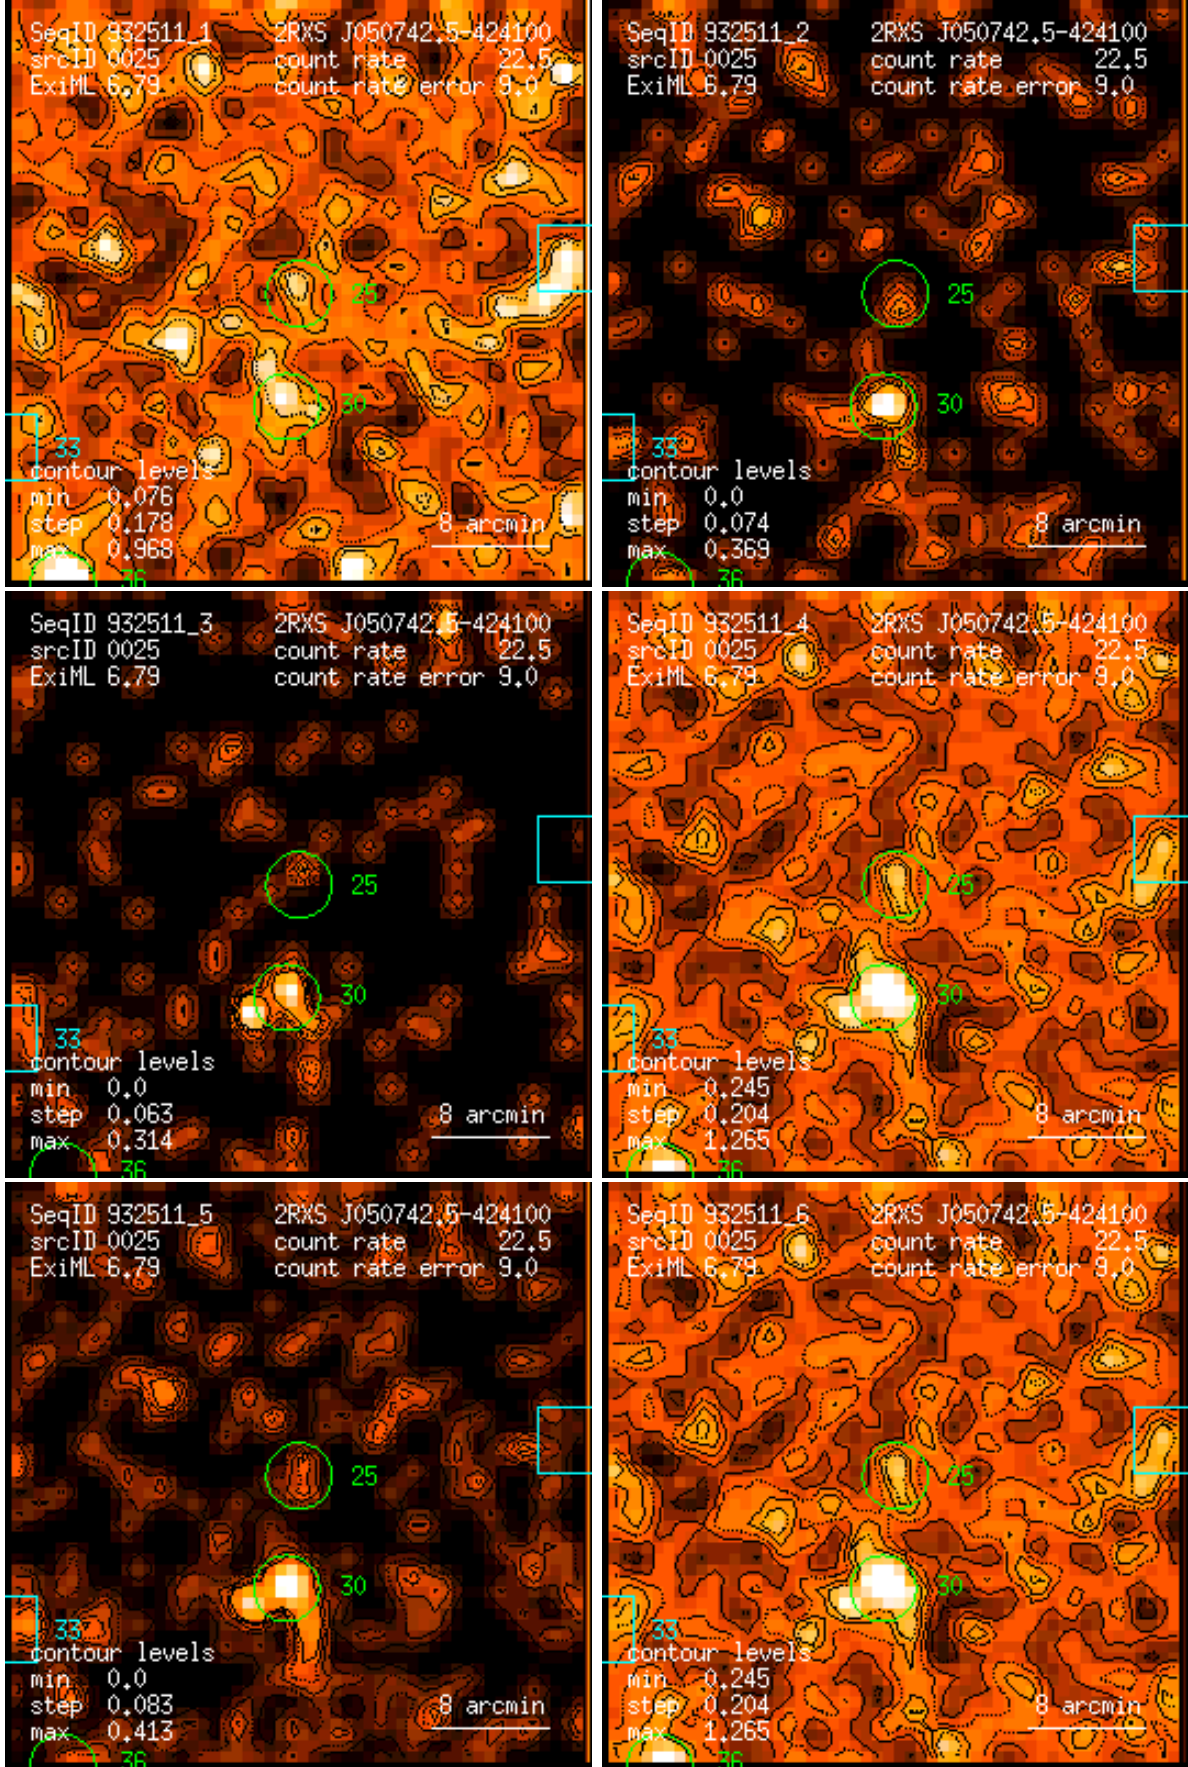 SeqID 932511_1 2RXS J050742.5-424100
srcID 0025 count rate 22.5
ExiML 6.79 count rate error 9.0
25
30
33
contour levels
min 0.076
step 0.178
max 0.968
8 arcmin
36
SeqID 932511_2 2RXS J050742.5-424100
srcID 0025 count rate 22.5
ExiML 6.79 count rate error 9.0
25
30
33
contour levels
min 0.0
step 0.074
max 0.369
8 arcmin
36
SeqID 932511_3 2RXS J050742.5-424100
srcID 0025 count rate 22.5
ExiML 6.79 count rate error 9.0
25
30
33
contour levels
min 0.0
step 0.063
max 0.314
8 arcmin
36
SeqID 932511_4 2RXS J050742.5-424100
srcID 0025 count rate 22.5
ExiML 6.79 count rate error 9.0
25
30
33
contour levels
min 0.245
step 0.204
max 1.265
8 arcmin
36
SeqID 932511_5 2RXS J050742.5-424100
srcID 0025 count rate 22.5
ExiML 6.79 count rate error 9.0
25
30
33
contour levels
min 0.0
step 0.083
max 0.413
8 arcmin
36
SeqID 932511_6 2RXS J050742.5-424100
srcID 0025 count rate 22.5
ExiML 6.79 count rate error 9.0
25
30
33
contour levels
min 0.245
step 0.204
max 1.265
8 arcmin
36